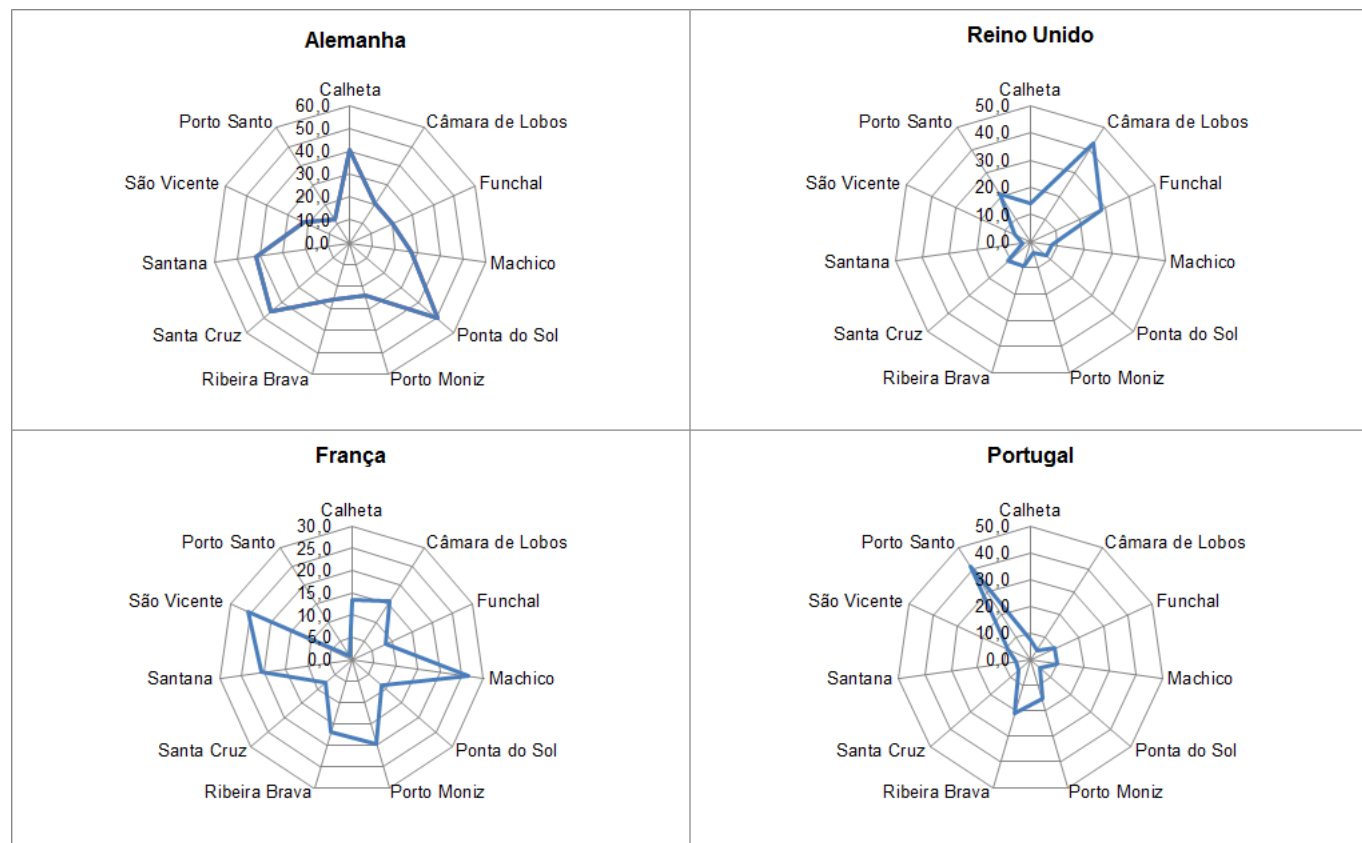 Alemanha
Calheta
Câmara de Lobos
Funchal
Machico
Ponta do Sol
Porto Moniz
Ribeira Brava
Santa Cruz
Santana
São Vicente
Porto Santo
60,0
50,0
40,0
30,0
20,0
10,0
0,0
Reino Unido
Calheta
Câmara de Lobos
Funchal
Machico
Ponta do Sol
Porto Moniz
Ribeira Brava
Santa Cruz
Santana
São Vicente
Porto Santo
50,0
40,0
30,0
20,0
10,0
0,0
França
Calheta
Câmara de Lobos
Funchal
Machico
Ponta do Sol
Porto Moniz
Ribeira Brava
Santa Cruz
Santana
São Vicente
Porto Santo
30,0
25,0
20,0
15,0
10,0
5,0
0,0
Portugal
Calheta
Câmara de Lobos
Funchal
Machico
Ponta do Sol
Porto Moniz
Ribeira Brava
Santa Cruz
Santana
São Vicente
Porto Santo
50,0
40,0
30,0
20,0
10,0
0,0